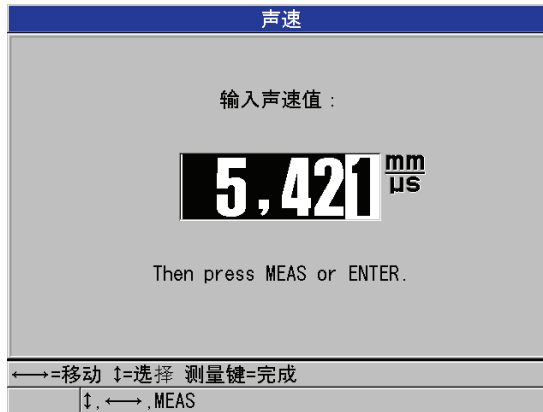 声速
输入声速值：
5,421 mm/µs
Then press MEAS or ENTER.
←→=移动 ↕=选择 测量键=完成
↕,←→,MEAS